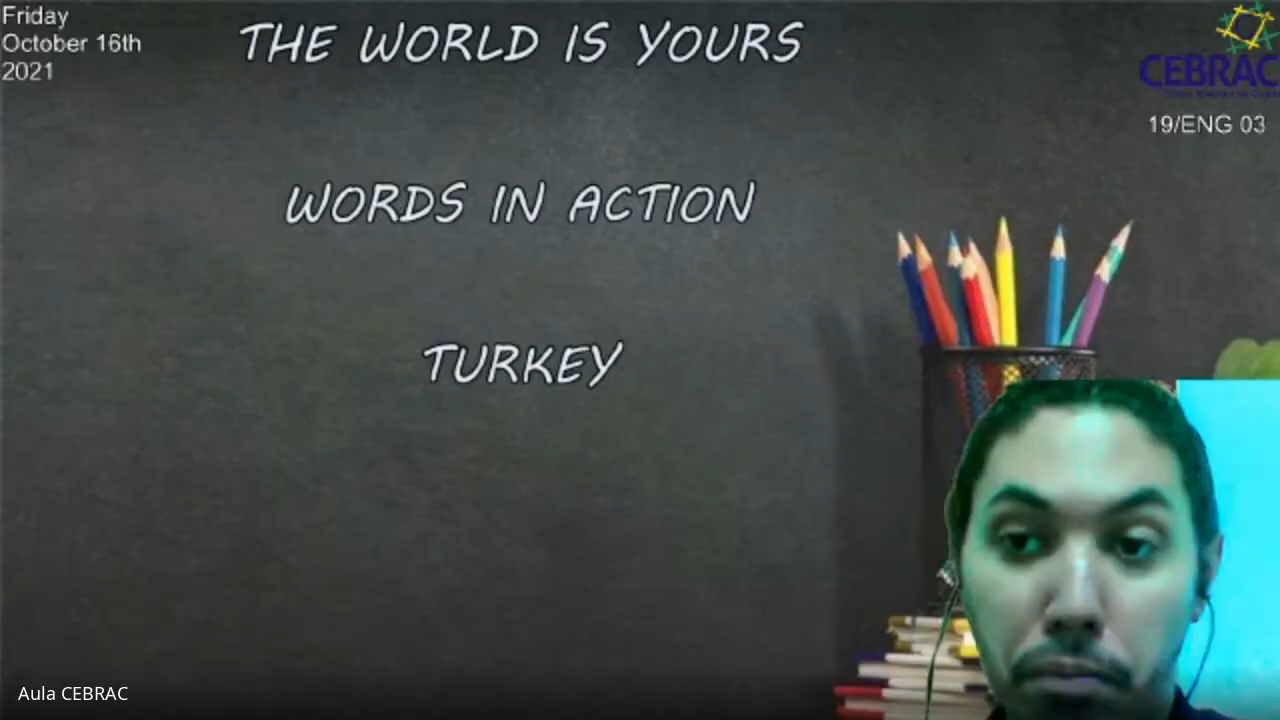 Friday
October 16th
2021
THE WORLD IS YOURS
CEBRAC
19/ENG 03
WORDS IN ACTION
TURKEY
Aula CEBRAC